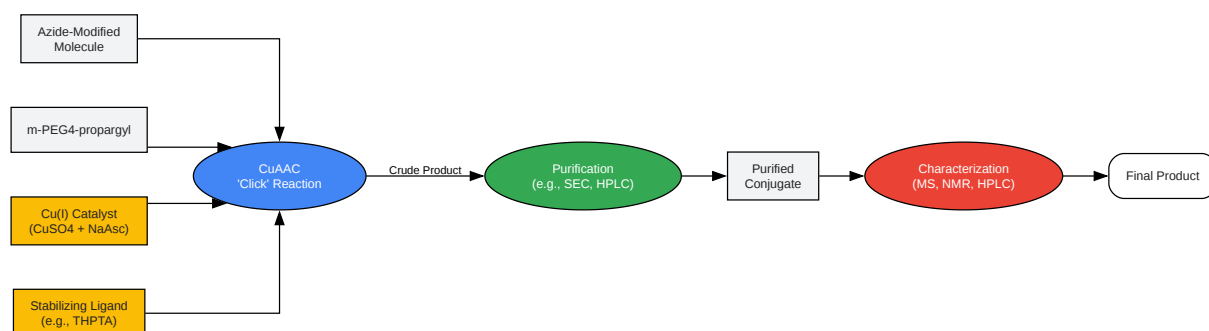 Azide-Modified
Molecule
m-PEG4-propargyl
Cu(I) Catalyst
(CuSO4 + NaAsc)
Stabilizing Ligand
(e.g., THPTA)
CuAAC
'Click' Reaction
Crude Product
Purification
(e.g., SEC, HPLC)
Purified
Conjugate
Characterization
(MS, NMR, HPLC)
Final Product